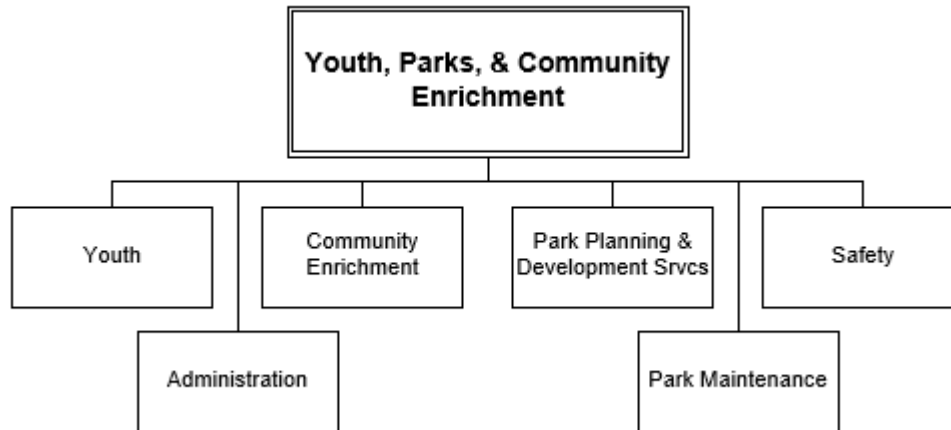 Youth, Parks, & Community
Enrichment
Youth
Community
Enrichment
Park Planning &
Development Srvcs
Safety
Administration
Park Maintenance